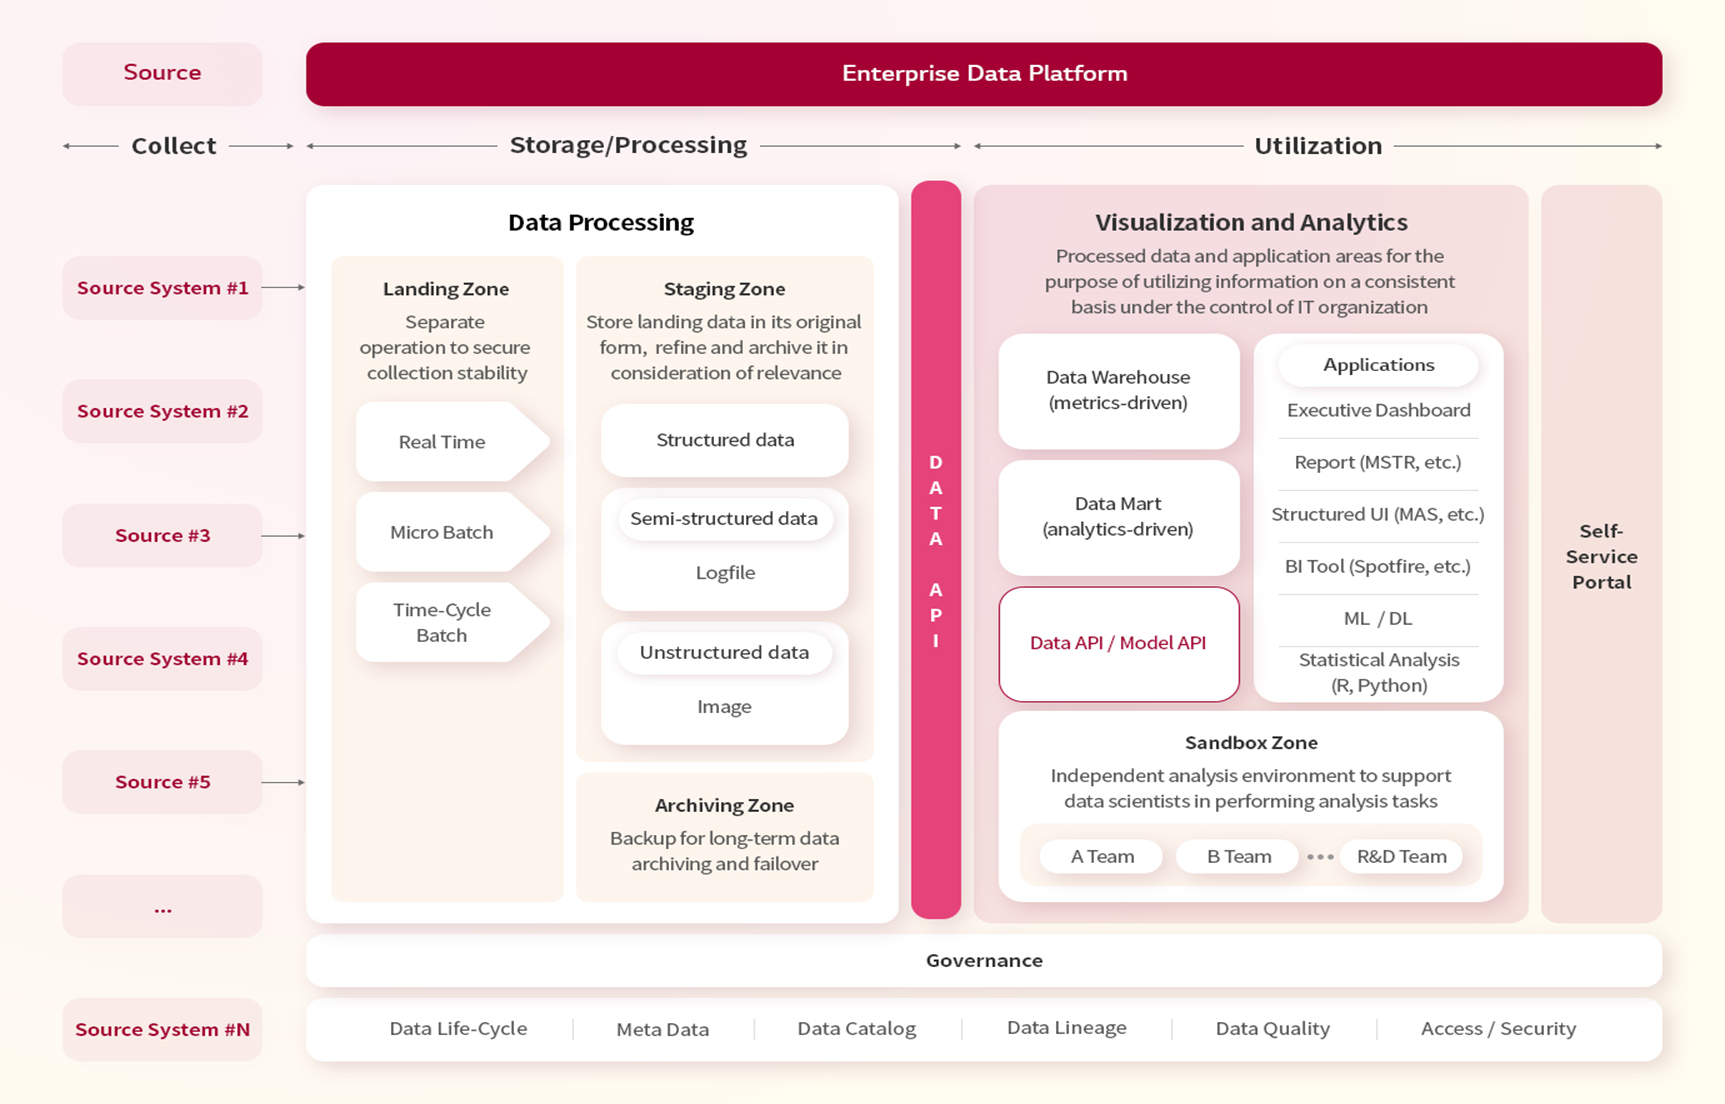 Source
Enterprise Data Platform
Collect
Storage/Processing
Utilization
Source System #1
Source System #2
Source #3
Source System #4
Source #5
...
Source System #N
Data Processing
Landing Zone
Separate
operation to secure
collection stability
Real Time
Micro Batch
Time-Cycle
Batch
Staging Zone
Store landing data in its original
form, refine and archive it in
consideration of relevance
Structured data
Semi-structured data
Logfile
Unstructured data
Image
Archiving Zone
Backup for long-term data
archiving and failover
DATA API
Visualization and Analytics
Processed data and application areas for the
purpose of utilizing information on a consistent
basis under the control of IT organization
Data Warehouse
(metrics-driven)
Data Mart
(analytics-driven)
Data API / Model API
Applications
Executive Dashboard
Report (MSTR, etc.)
Structured UI (MAS, etc.)
BI Tool (Spotfire, etc.)
ML / DL
Statistical Analysis
(R, Python)
Sandbox Zone
Independent analysis environment to support
data scientists in performing analysis tasks
A Team
B Team
•••
R&D Team
Self-
Service
Portal
Governance
Data Life-Cycle
Meta Data
Data Catalog
Data Lineage
Data Quality
Access / Security